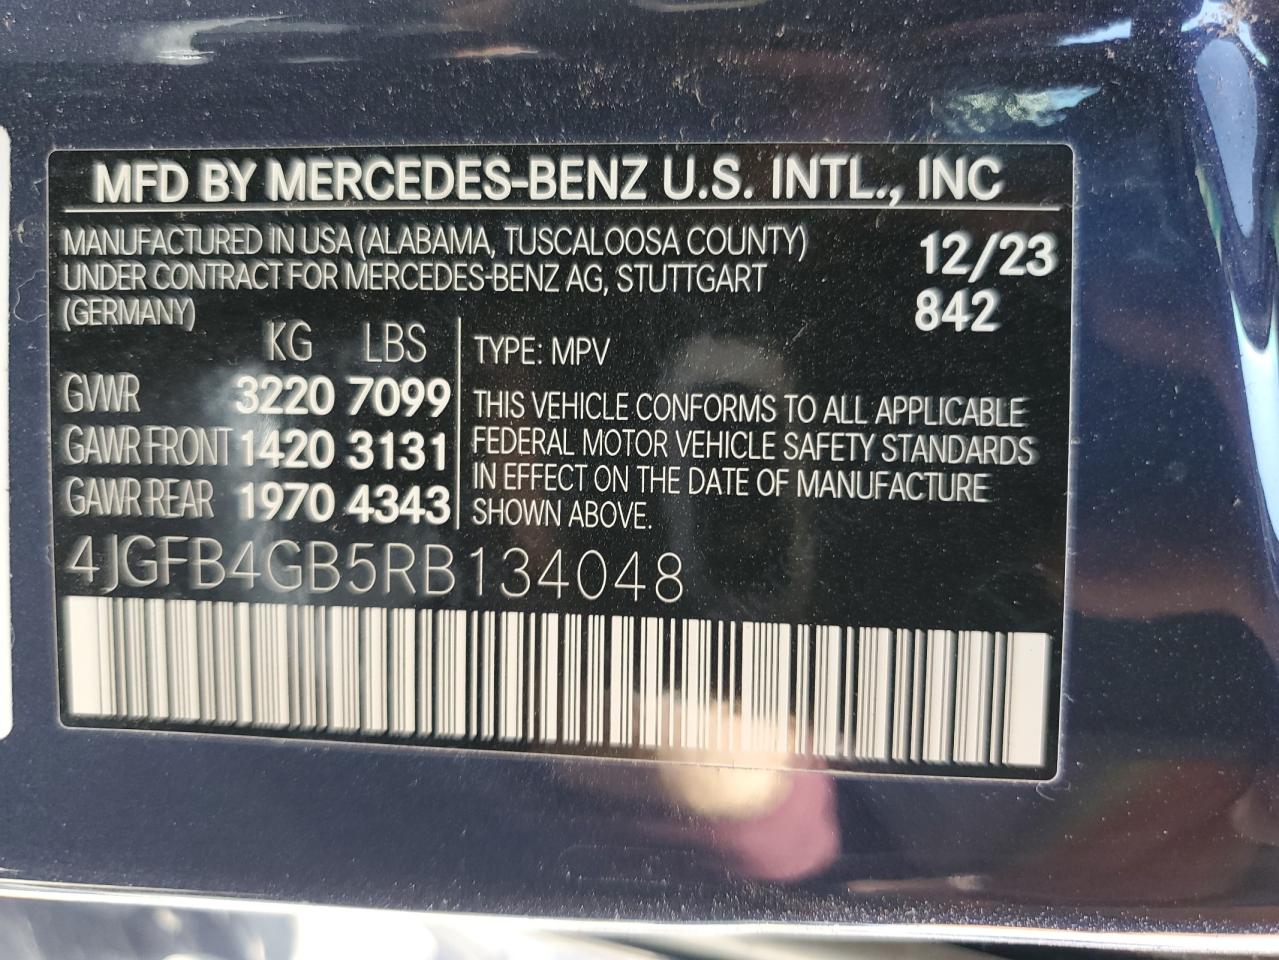 MFD BY MERCEDES-BENZ U.S. INTL., INC
MANUFACTURED IN USA (ALABAMA, TUSCALOOSA COUNTY) 12/23
UNDER CONTRACT FOR MERCEDES-BENZ AG, STUTTGART
(GERMANY) 842
KG LBS
GVWR 3220 7099
GAWR FRONT 1420 3131
GAWR REAR 1970 4343
TYPE: MPV
THIS VEHICLE CONFORMS TO ALL APPLICABLE
FEDERAL MOTOR VEHICLE SAFETY STANDARDS
IN EFFECT ON THE DATE OF MANUFACTURE
SHOWN ABOVE.
4JGFB4GB5RB134048